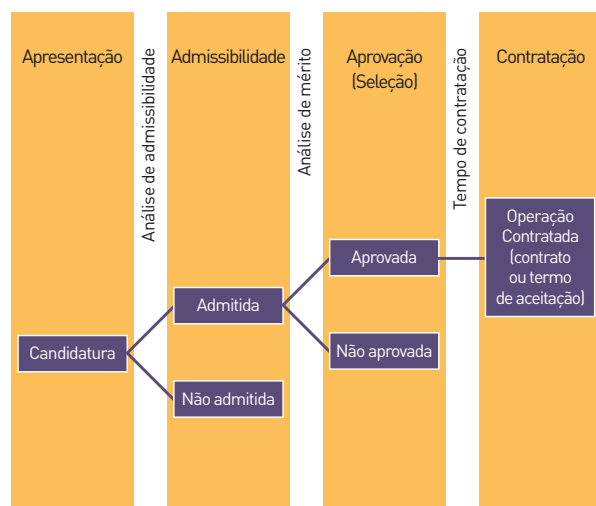 Apresentação
Análise de admissibilidade
Admissibilidade
Análise de mérito
Aprovação
(Seleção)
Tempo de contratação
Contratação
Candidatura
Admitida
Não admitida
Aprovada
Não aprovada
Operação
Contratada
(contrato
ou termo
de aceitação)